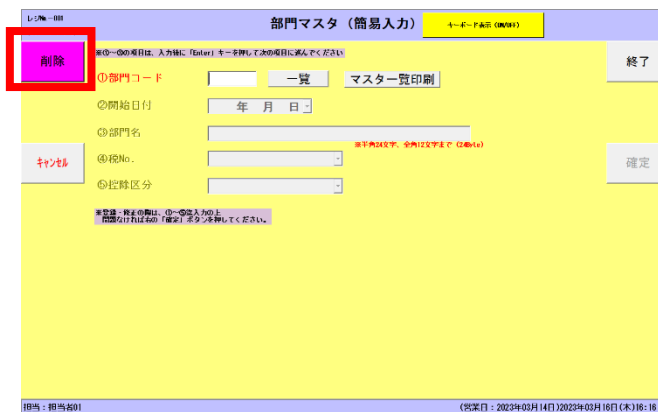 レジNo－001
部門マスタ（簡易入力）
キーボード表示（ON/OFF）
削除
※①～⑤の項目は、入力後に「Enter」キーを押して次の項目に進んでください
終了
①部門コード
一覧
マスター覧印刷
②開始日付
年 月 日
③部門名
※半角24文字、全角12文字まで（24Byte）
キャンセル
④税No.
確定
⑤控除区分
※登録・修正の際は、①～⑤迄入力の上
問題なければ右の「確定」ボタンを押してください。
担当：担当者01
(営業日：2023年03月14日)2023年03月16日(木)16:16